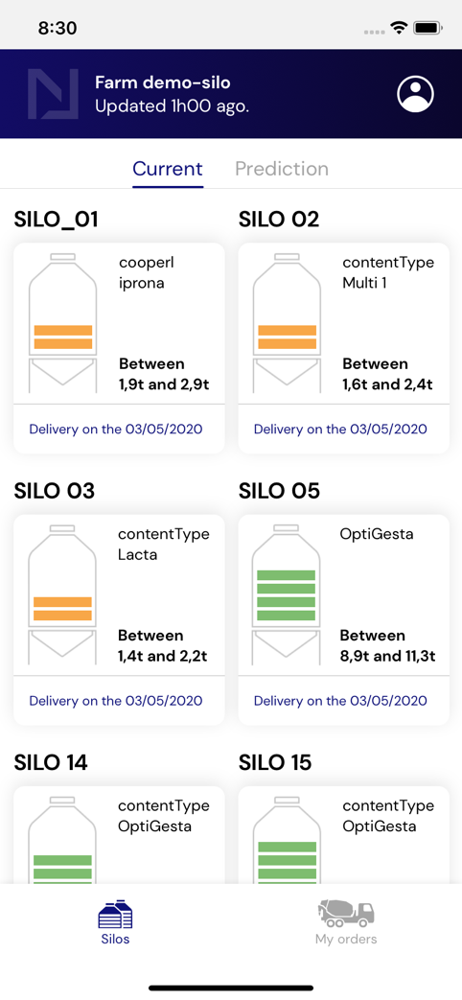 8:30
Farm demo-silo
Updated 1h00 ago.
Current Prediction
SILO_01
cooperl
iprona
Between
1,9t and 2,9t
Delivery on the 03/05/2020
SILO 02
contentType
Multi 1
Between
1,6t and 2,4t
Delivery on the 03/05/2020
SILO 03
contentType
Lacta
Between
1,4t and 2,2t
Delivery on the 03/05/2020
SILO 05
OptiGesta
Between
8,9t and 11,3t
Delivery on the 03/05/2020
SILO 14
contentType
OptiGesta
SILO 15
contentType
OptiGesta
Silos
My orders